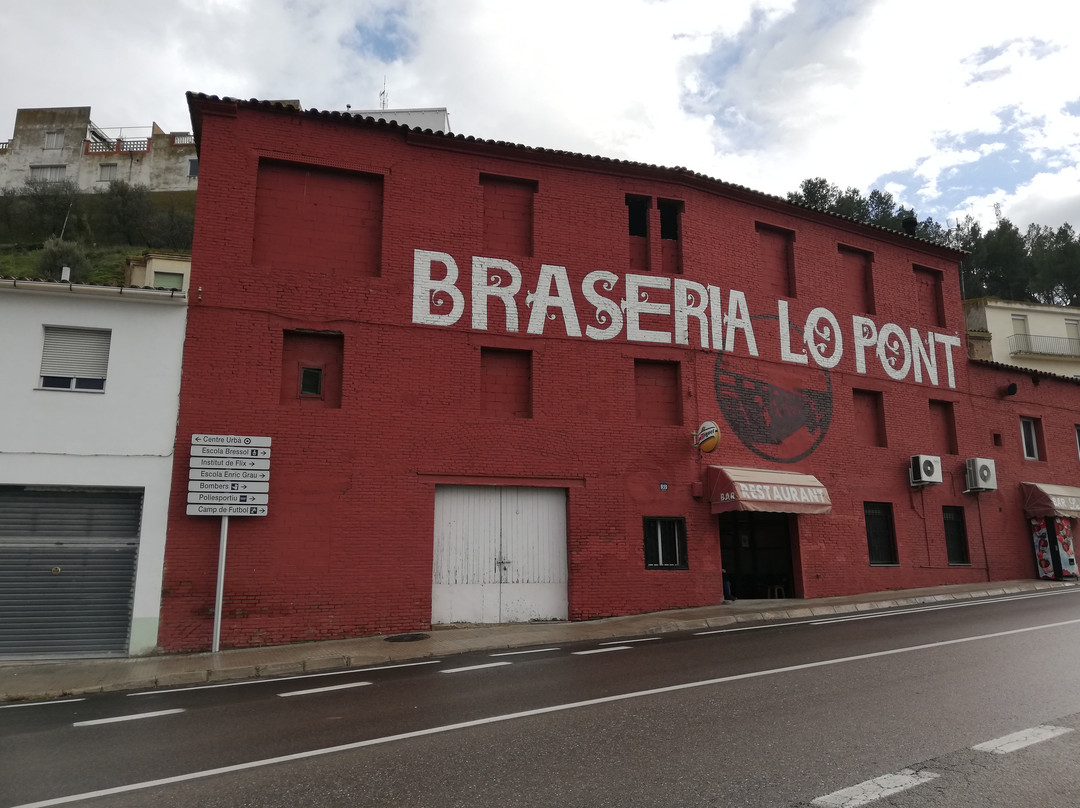 BRASERIA LO PONT
← Centre Urbà
Escola Bressol →
Institut de Flix →
Escola Enric Grau →
Bombers →
Poliesportiu →
Camp de Futbol
BAR RESTAURANT
BAR